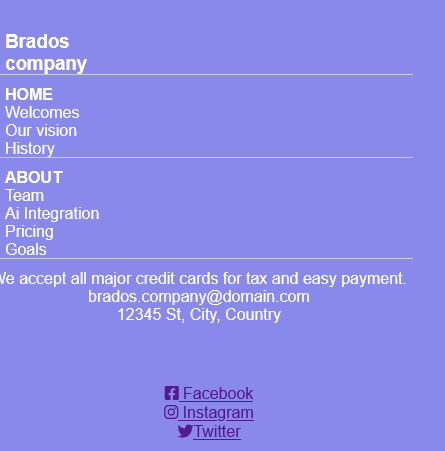 Brados
company
HOME
Welcomes
Our vision
History
ABOUT
Team
Ai Integration
Pricing
Goals
We accept all major credit cards for tax and easy payment.
brados.company@domain.com
12345 St, City, Country
Facebook
Instagram
Twitter